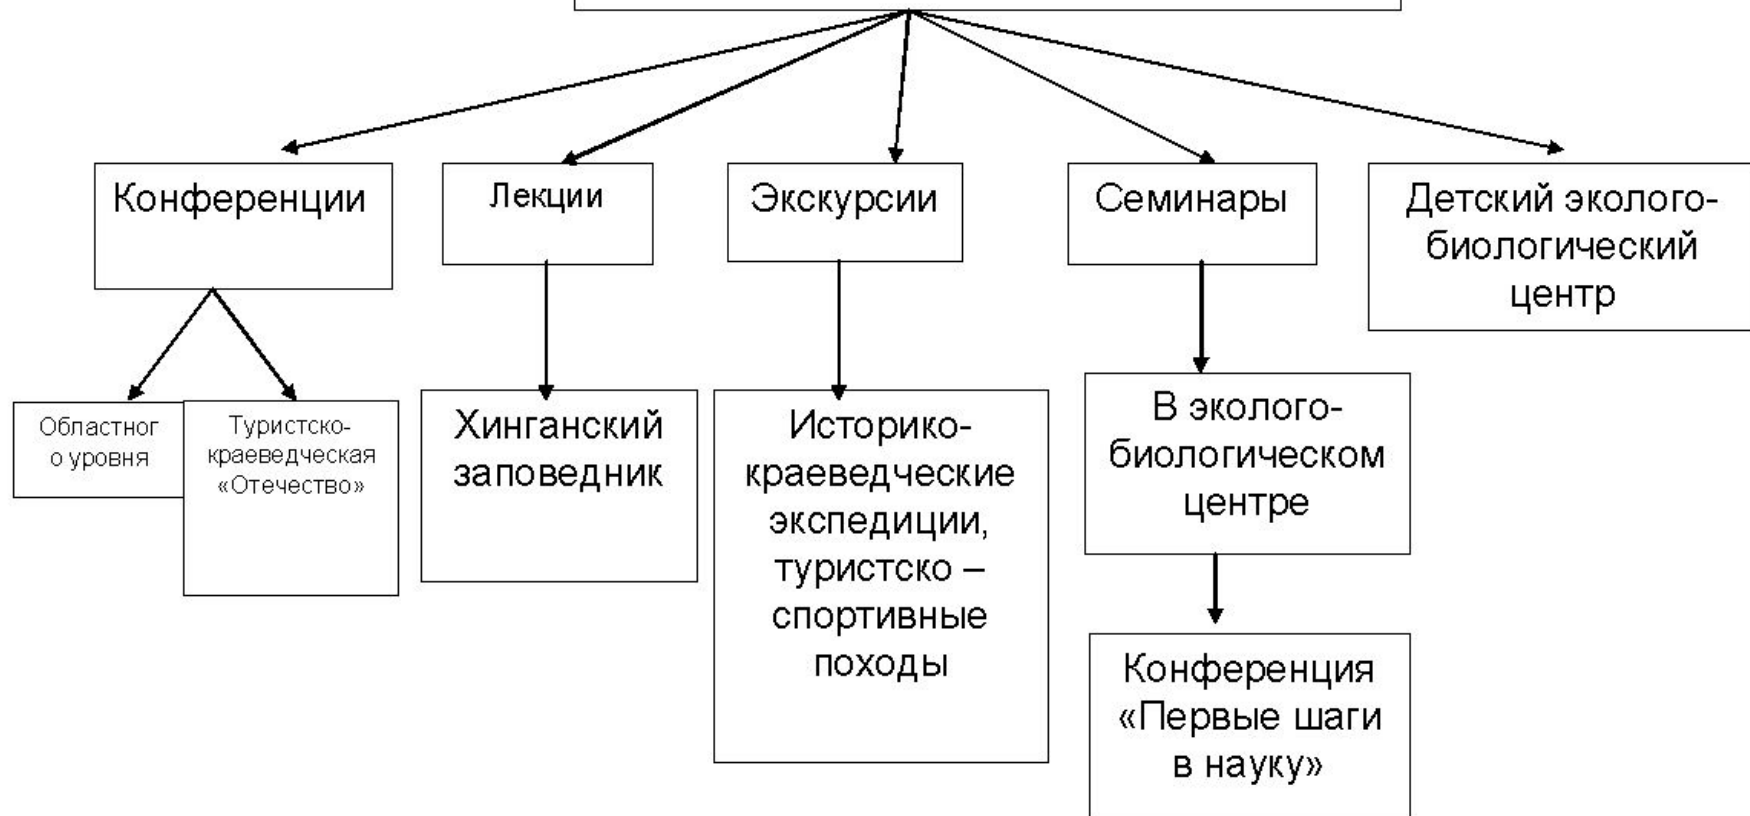 Конференции
Лекции
Экскурсии
Семинары
Детский эколого-
биологический
центр
Областног
о уровня
Туристско-
краеведческая
«Отечество»
Хинганский
заповедник
Историко-
краеведческие
экспедиции,
туристско –
спортивные
походы
В эколого-
биологическом
центре
Конференция
«Первые шаги
в науку»